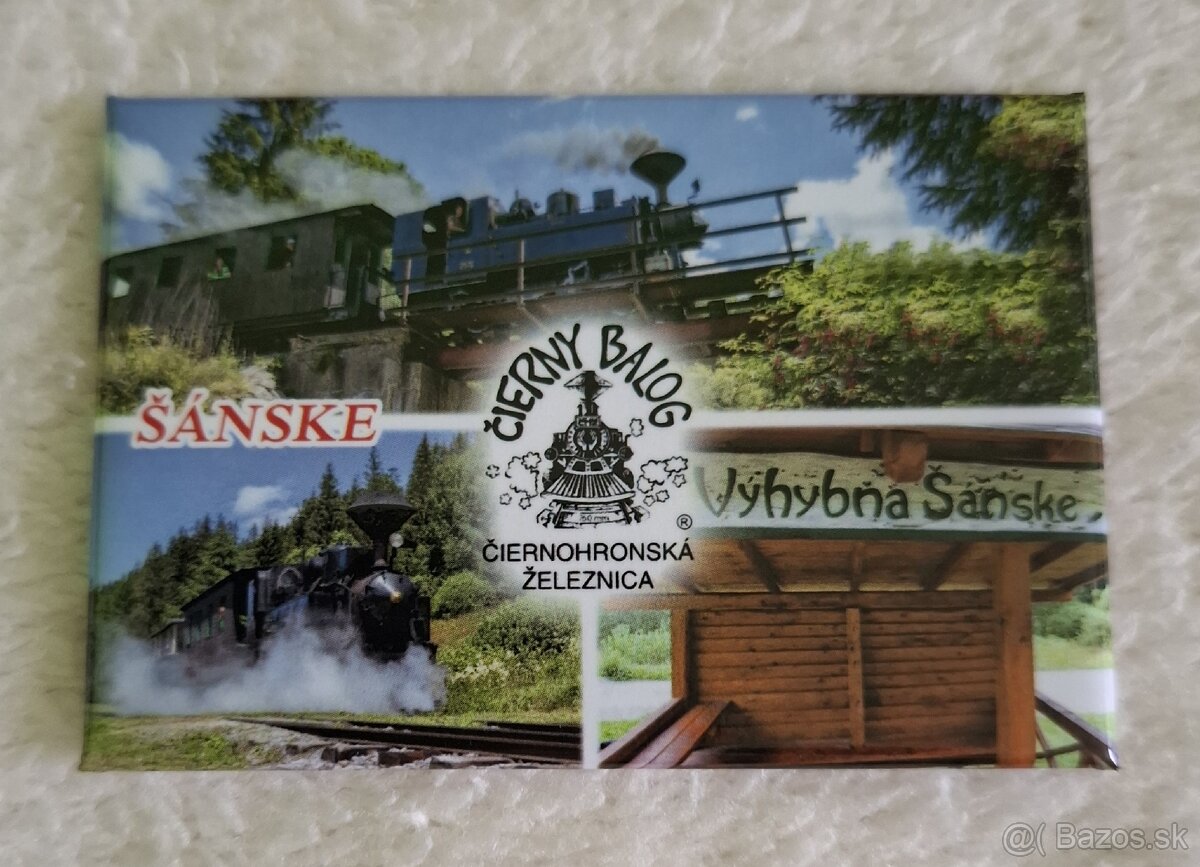 ČIERNY BALOG
ŠÁNSKE
Výhybňa Šánske
®
ČIERNOHRONSKÁ
ŽELEZNICA
@( Bazos.sk